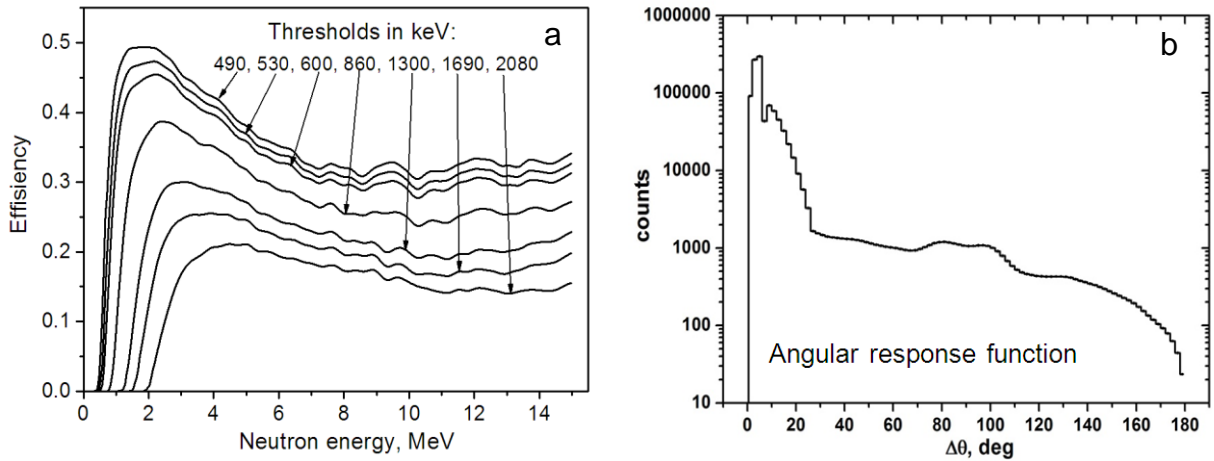 a
Thresholds in keV:
490, 530, 600, 860, 1300, 1690, 2080
Effisiency
0.5
0.4
0.3
0.2
0.1
0.0
0 2 4 6 8 10 12 14
Neutron energy, MeV
b
counts
1000000
100000
10000
1000
100
10
Angular response function
0 20 40 60 80 100 120 140 160 180
Δθ, deg